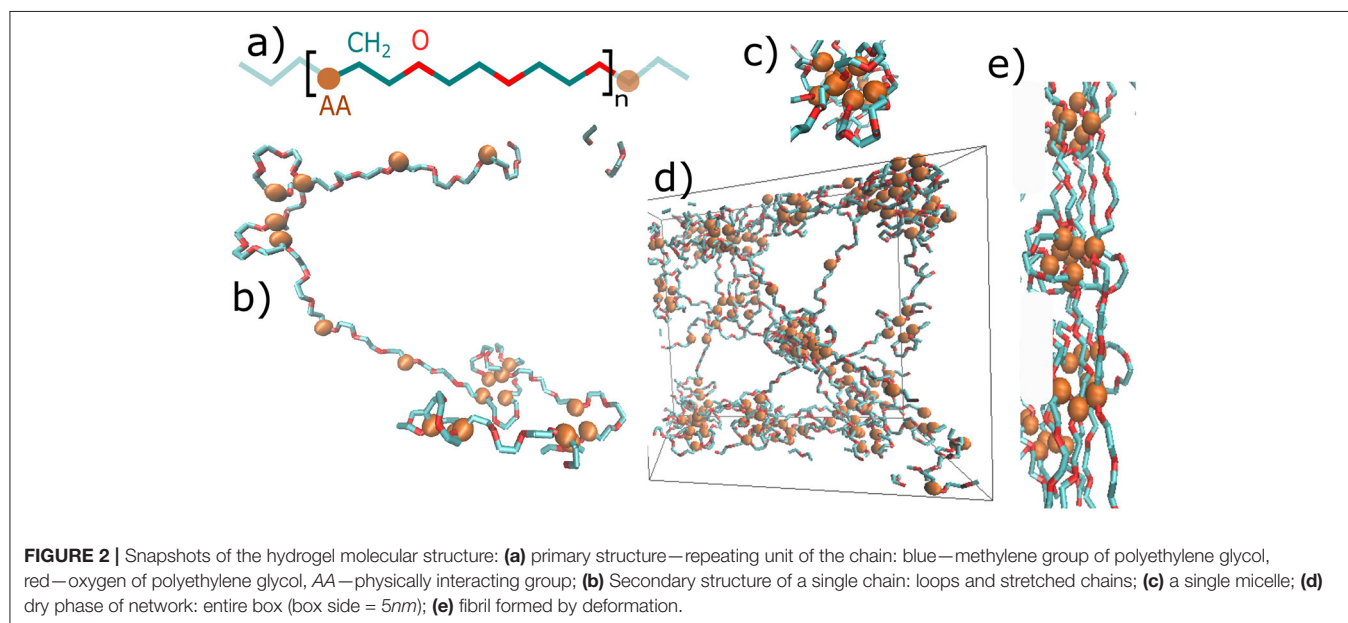 a)
CH2
O
AA
n
b)
c)
d)
e)
FIGURE 2 | Snapshots of the hydrogel molecular structure: (a) primary structure—repeating unit of the chain: blue—methylene group of polyethylene glycol,
red—oxygen of polyethylene glycol, AA—physically interacting group; (b) Secondary structure of a single chain: loops and stretched chains; (c) a single micelle; (d)
dry phase of network: entire box (box side = 5nm); (e) fibril formed by deformation.